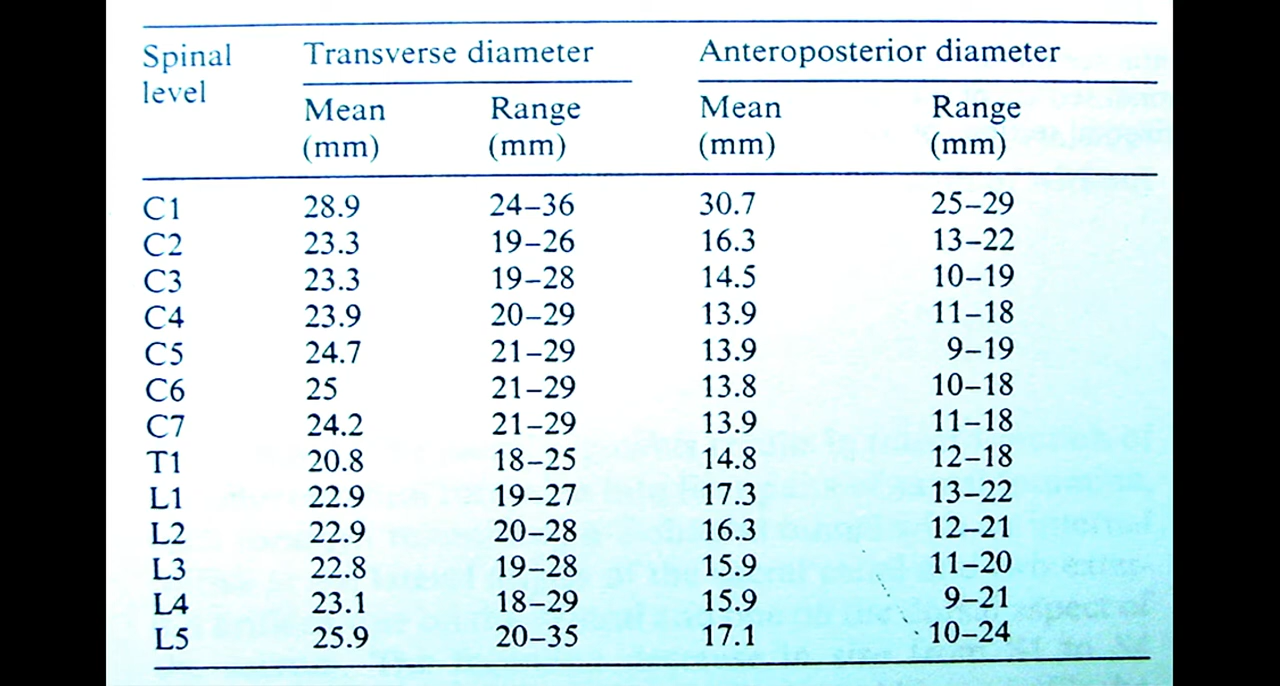 Spinal level Transverse diameter Anteroposterior diameter
Mean (mm) Range (mm) Mean (mm) Range (mm)
C1 28.9 24–36 30.7 25–29
C2 23.3 19–26 16.3 13–22
C3 23.3 19–28 14.5 10–19
C4 23.9 20–29 13.9 11–18
C5 24.7 21–29 13.9 9–19
C6 25 21–29 13.8 10–18
C7 24.2 21–29 13.9 11–18
T1 20.8 18–25 14.8 12–18
L1 22.9 19–27 17.3 13–22
L2 22.9 20–28 16.3 12–21
L3 22.8 19–28 15.9 11–20
L4 23.1 18–29 15.9 9–21
L5 25.9 20–35 17.1 10–24